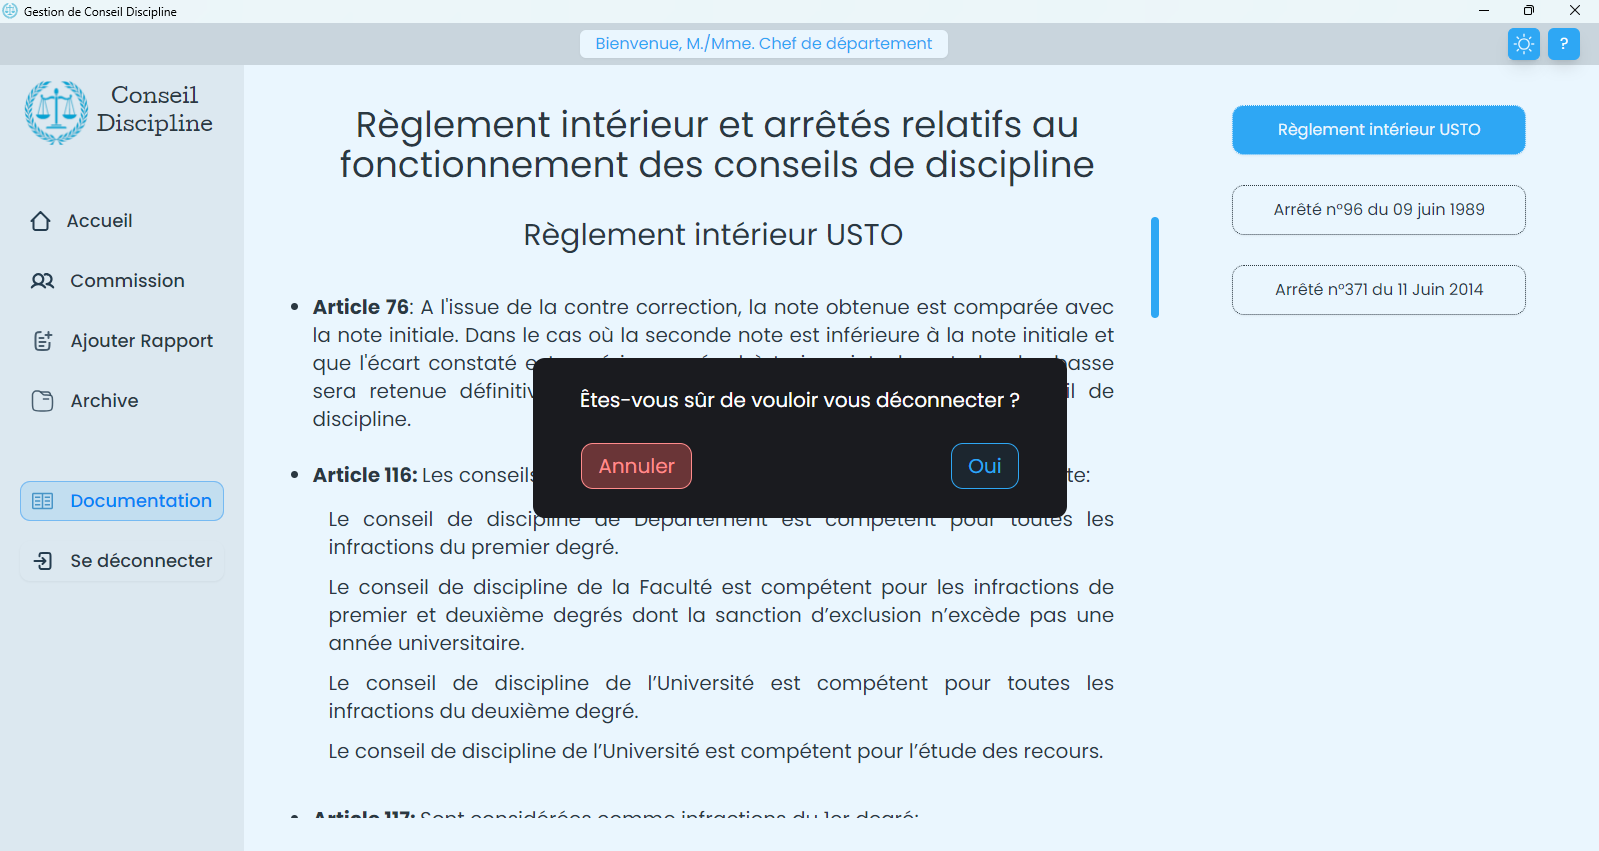 Gestion de Conseil Discipline
Bienvenue, M./Mme. Chef de département
?
Conseil
Discipline
Accueil
Commission
Ajouter Rapport
Archive
Documentation
Se déconnecter
Règlement intérieur et arrêtés relatifs au
fonctionnement des conseils de discipline
Règlement intérieur USTO
Article 76: A l'issue de la contre correction, la note obtenue est comparée avec
la note initiale. Dans le cas où la seconde note est inférieure à la note initiale et
que l'écart constaté
sera retenue de
discipline.
Article 116: Les conseils
Le conseil de discipline de Département est compétent pour toutes les
infractions du premier degré.
Le conseil de discipline de la Faculté est compétent pour les infractions de
premier et deuxième degrés dont la sanction d’exclusion n’excède pas une
année universitaire.
Le conseil de discipline de l’Université est compétent pour toutes les
infractions du deuxième degré.
Le conseil de discipline de l’Université est compétent pour l’étude des recours.
Article 117: Sont considérées comme infractions du 1er degré:
Êtes-vous sûr de vouloir vous déconnecter ?
Annuler
Oui
Règlement intérieur USTO
Arrêté n°96 du 09 juin 1989
Arrêté n°371 du 11 Juin 2014